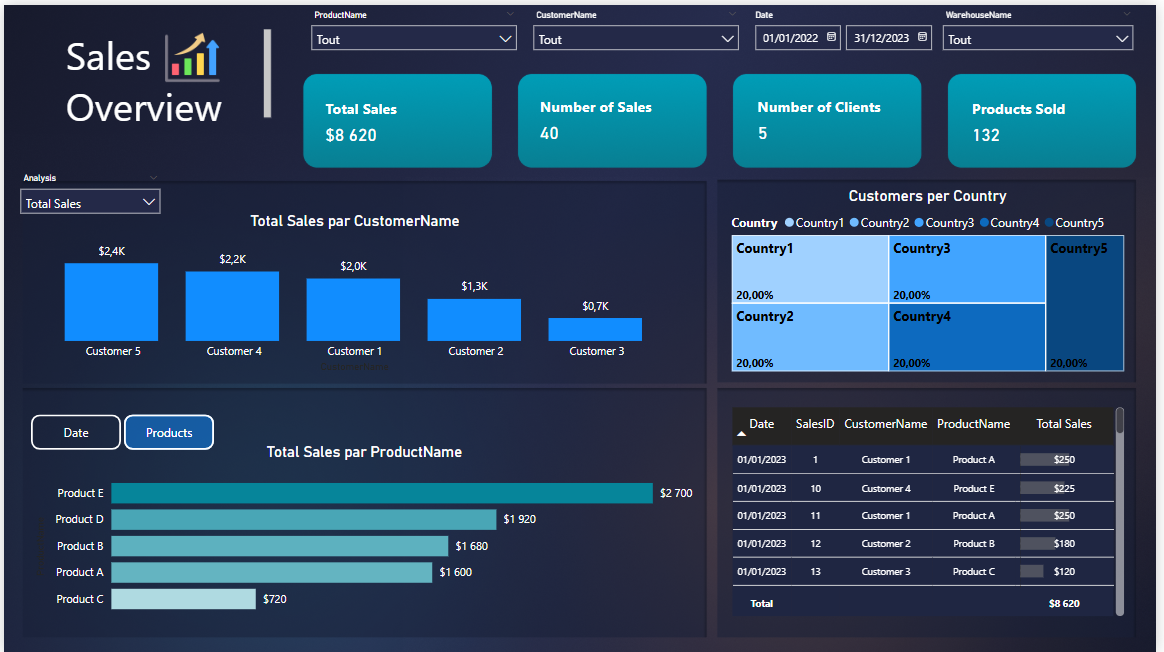 Sales
Overview
ProductName
Tout
CustomerName
Tout
Date
01/01/2022
31/12/2023
WarehouseName
Tout
Total Sales
$8 620
Number of Sales
40
Number of Clients
5
Products Sold
132
Analysis
Total Sales
Total Sales par CustomerName
$2,4K
$2,2K
$2,0K
$1,3K
$0,7K
Customer 5
Customer 4
Customer 1
Customer 2
Customer 3
Customers per Country
Country Country1 Country2 Country3 Country4 Country5
Country1
20,00%
Country2
20,00%
Country3
20,00%
Country4
20,00%
Country5
20,00%
Date
Products
Total Sales par ProductName
Product E $2 700
Product D $1 920
Product B $1 680
Product A $1 600
Product C $720
Date SalesID CustomerName ProductName Total Sales
01/01/2023 1 Customer 1 Product A $250
01/01/2023 10 Customer 4 Product E $225
01/01/2023 11 Customer 1 Product A $250
01/01/2023 12 Customer 2 Product B $180
01/01/2023 13 Customer 3 Product C $120
Total $8 620